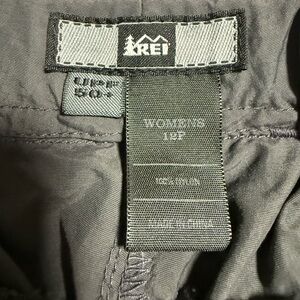 REI
UPF
50+
WOMENS
12P
100% NYLON
MADE IN CHINA